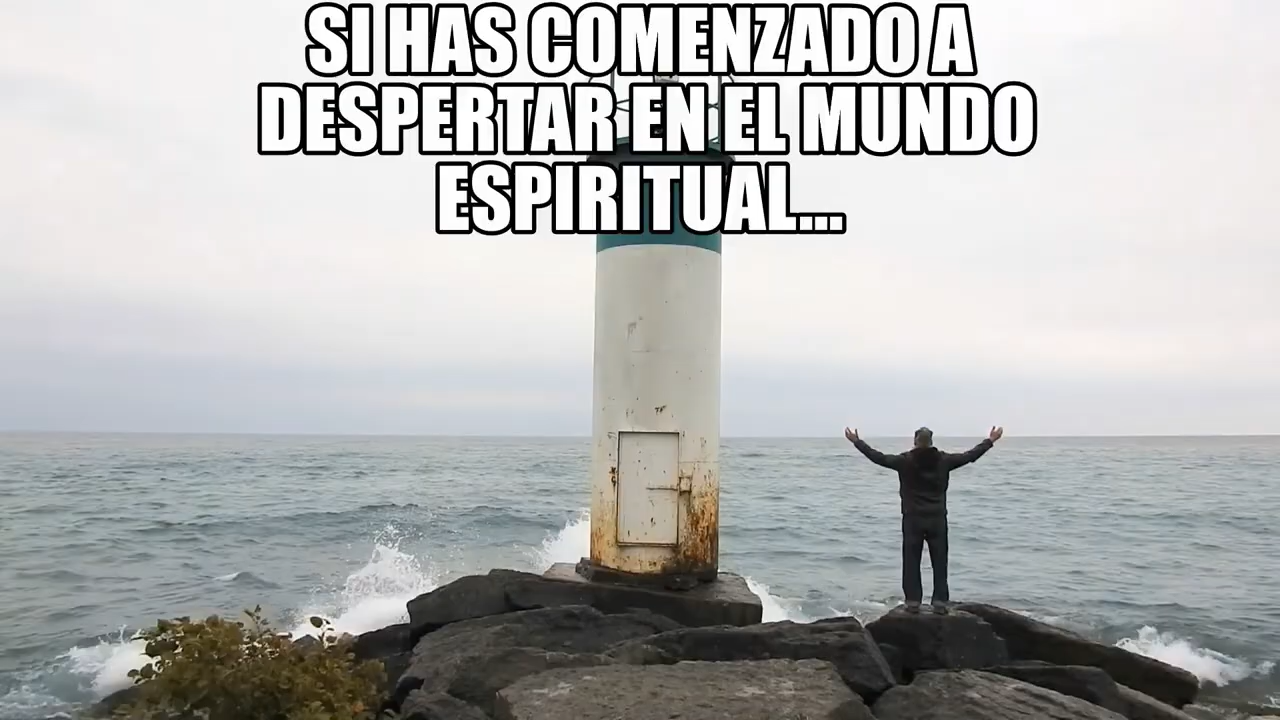 SI HAS COMENZADO A
DESPERTAR EN EL MUNDO
ESPIRITUAL...